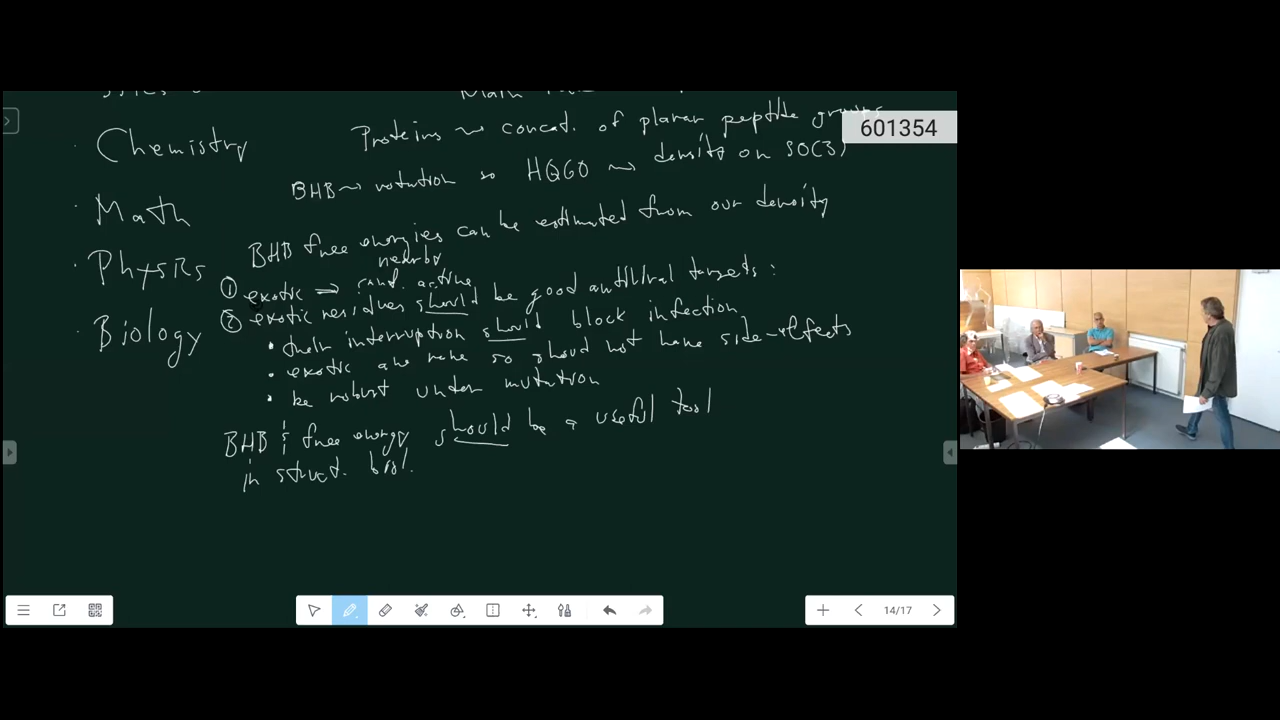 Math
Proteins ⇝ concat. of planar peptide groups
601354
Chemistry
BHB ⇝ rotation so HQGO ⇝ density on SO(3)
Math
BHB free energies can be estimated from our density
Physics
nearby
① exotic ⇒ funct. active
② exotic residues should be good antiviral targets:
Biology
• their interruption should block infection
• exotic are rare so shoud not have side-effects
• be robust under mutation
BHB & free energy should be a useful tool
in struct. biol.
14/17